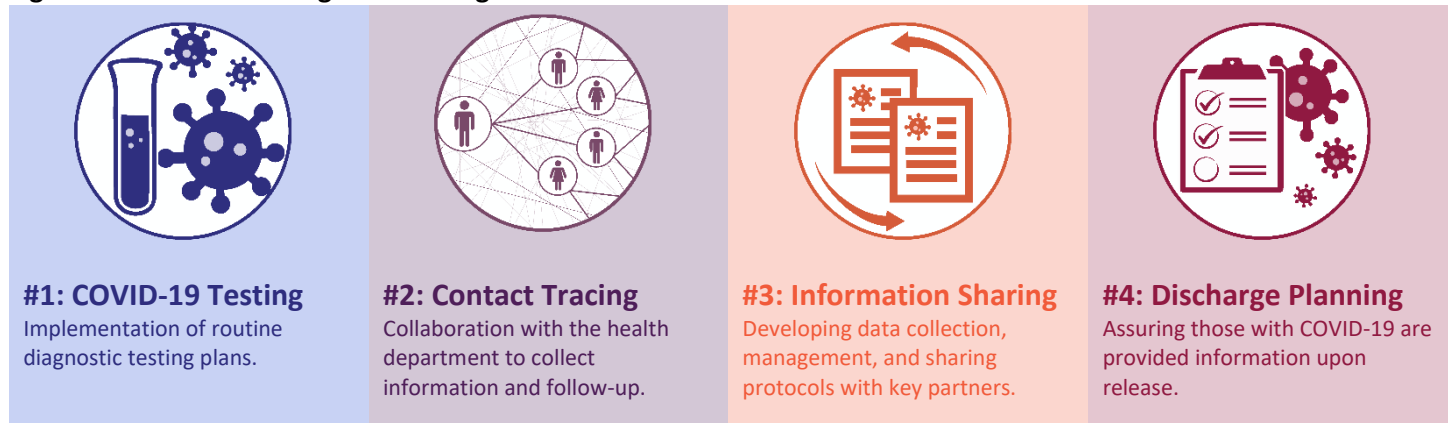 #1: COVID-19 Testing
Implementation of routine
diagnostic testing plans.
#2: Contact Tracing
Collaboration with the health
department to collect
information and follow-up.
#3: Information Sharing
Developing data collection,
management, and sharing
protocols with key partners.
#4: Discharge Planning
Assuring those with COVID-19 are
provided information upon
release.